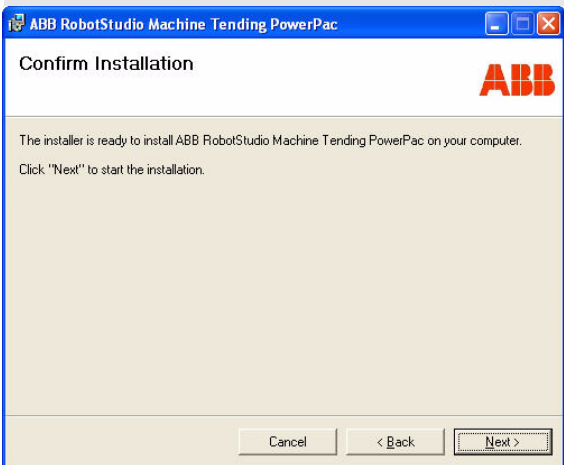 ABB RobotStudio Machine Tending PowerPac
Confirm Installation
ABB
The installer is ready to install ABB RobotStudio Machine Tending PowerPac on your computer.
Click "Next" to start the installation.
Cancel
< Back
Next >